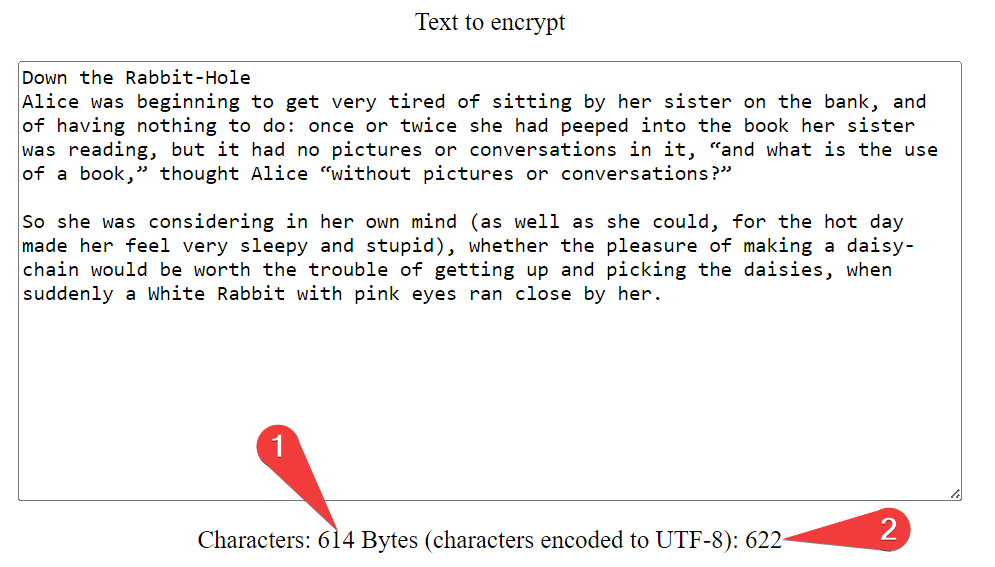 Text to encrypt
Down the Rabbit-Hole
Alice was beginning to get very tired of sitting by her sister on the bank, and
of having nothing to do: once or twice she had peeped into the book her sister
was reading, but it had no pictures or conversations in it, “and what is the use
of a book,” thought Alice “without pictures or conversations?”

So she was considering in her own mind (as well as she could, for the hot day
made her feel very sleepy and stupid), whether the pleasure of making a daisy-
chain would be worth the trouble of getting up and picking the daisies, when
suddenly a White Rabbit with pink eyes ran close by her.
1
2
Characters: 614 Bytes (characters encoded to UTF-8): 622